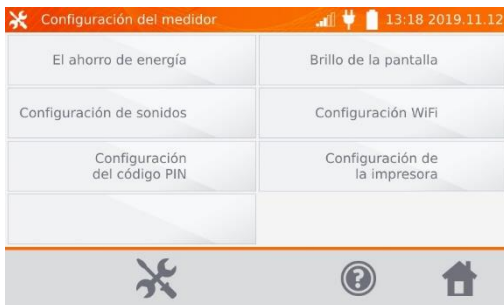 Configuración del medidor
13:18 2019.11.12
El ahorro de energía
Brillo de la pantalla
Configuración de sonidos
Configuración WiFi
Configuración
del código PIN
Configuración de
la impresora